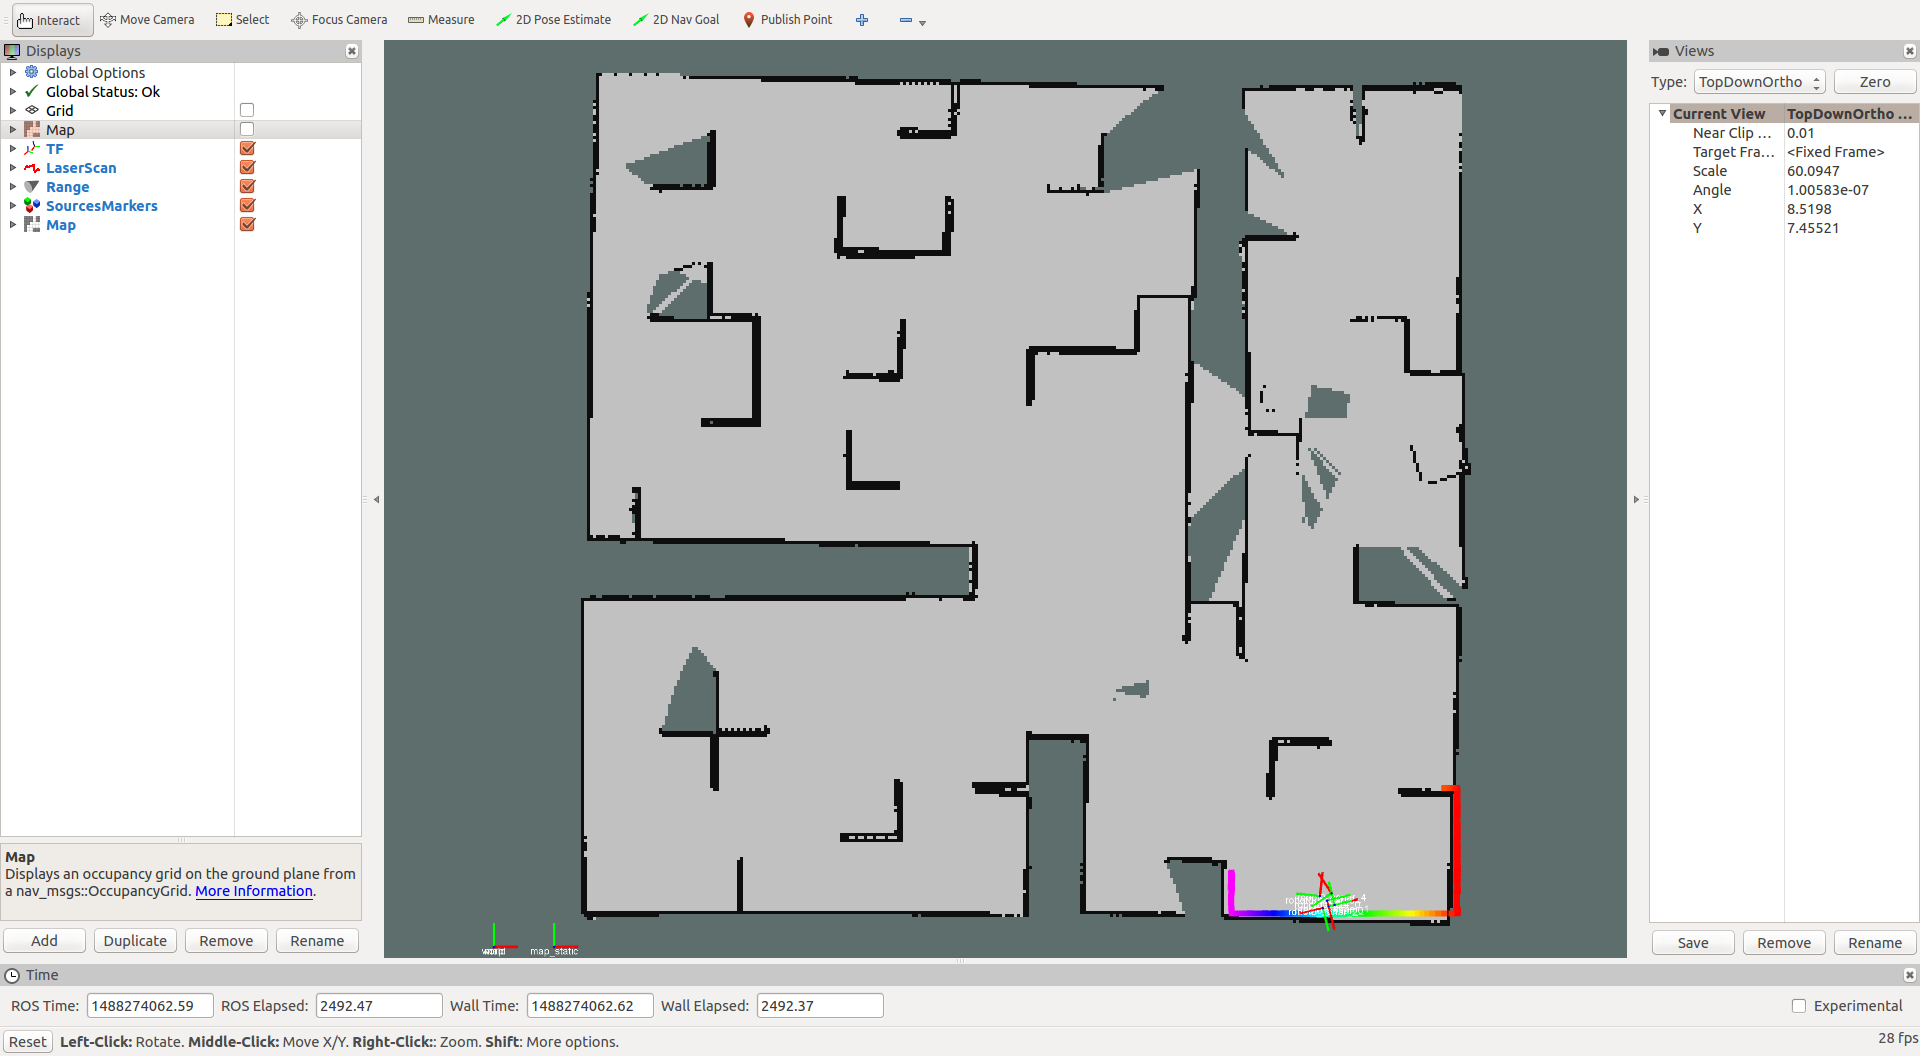 Interact Move Camera Select Focus Camera Measure 2D Pose Estimate 2D Nav Goal Publish Point
Displays
Global Options
Global Status: Ok
Grid
Map
TF
LaserScan
Range
SourcesMarkers
Map
Map
Displays an occupancy grid on the ground plane from
a nav_msgs::OccupancyGrid. More Information.
Add Duplicate Remove Rename
map_static
Views
Type: TopDownOrtho Zero
Current View TopDownOrtho ...
Near Clip ... 0.01
Target Fra... <Fixed Frame>
Scale 60.0947
Angle 1.00583e-07
X 8.5198
Y 7.45521
Save Remove Rename
Time
ROS Time: 1488274062.59 ROS Elapsed: 2492.47 Wall Time: 1488274062.62 Wall Elapsed: 2492.37 Experimental
Reset Left-Click: Rotate. Middle-Click: Move X/Y. Right-Click:: Zoom. Shift: More options. 28 fps